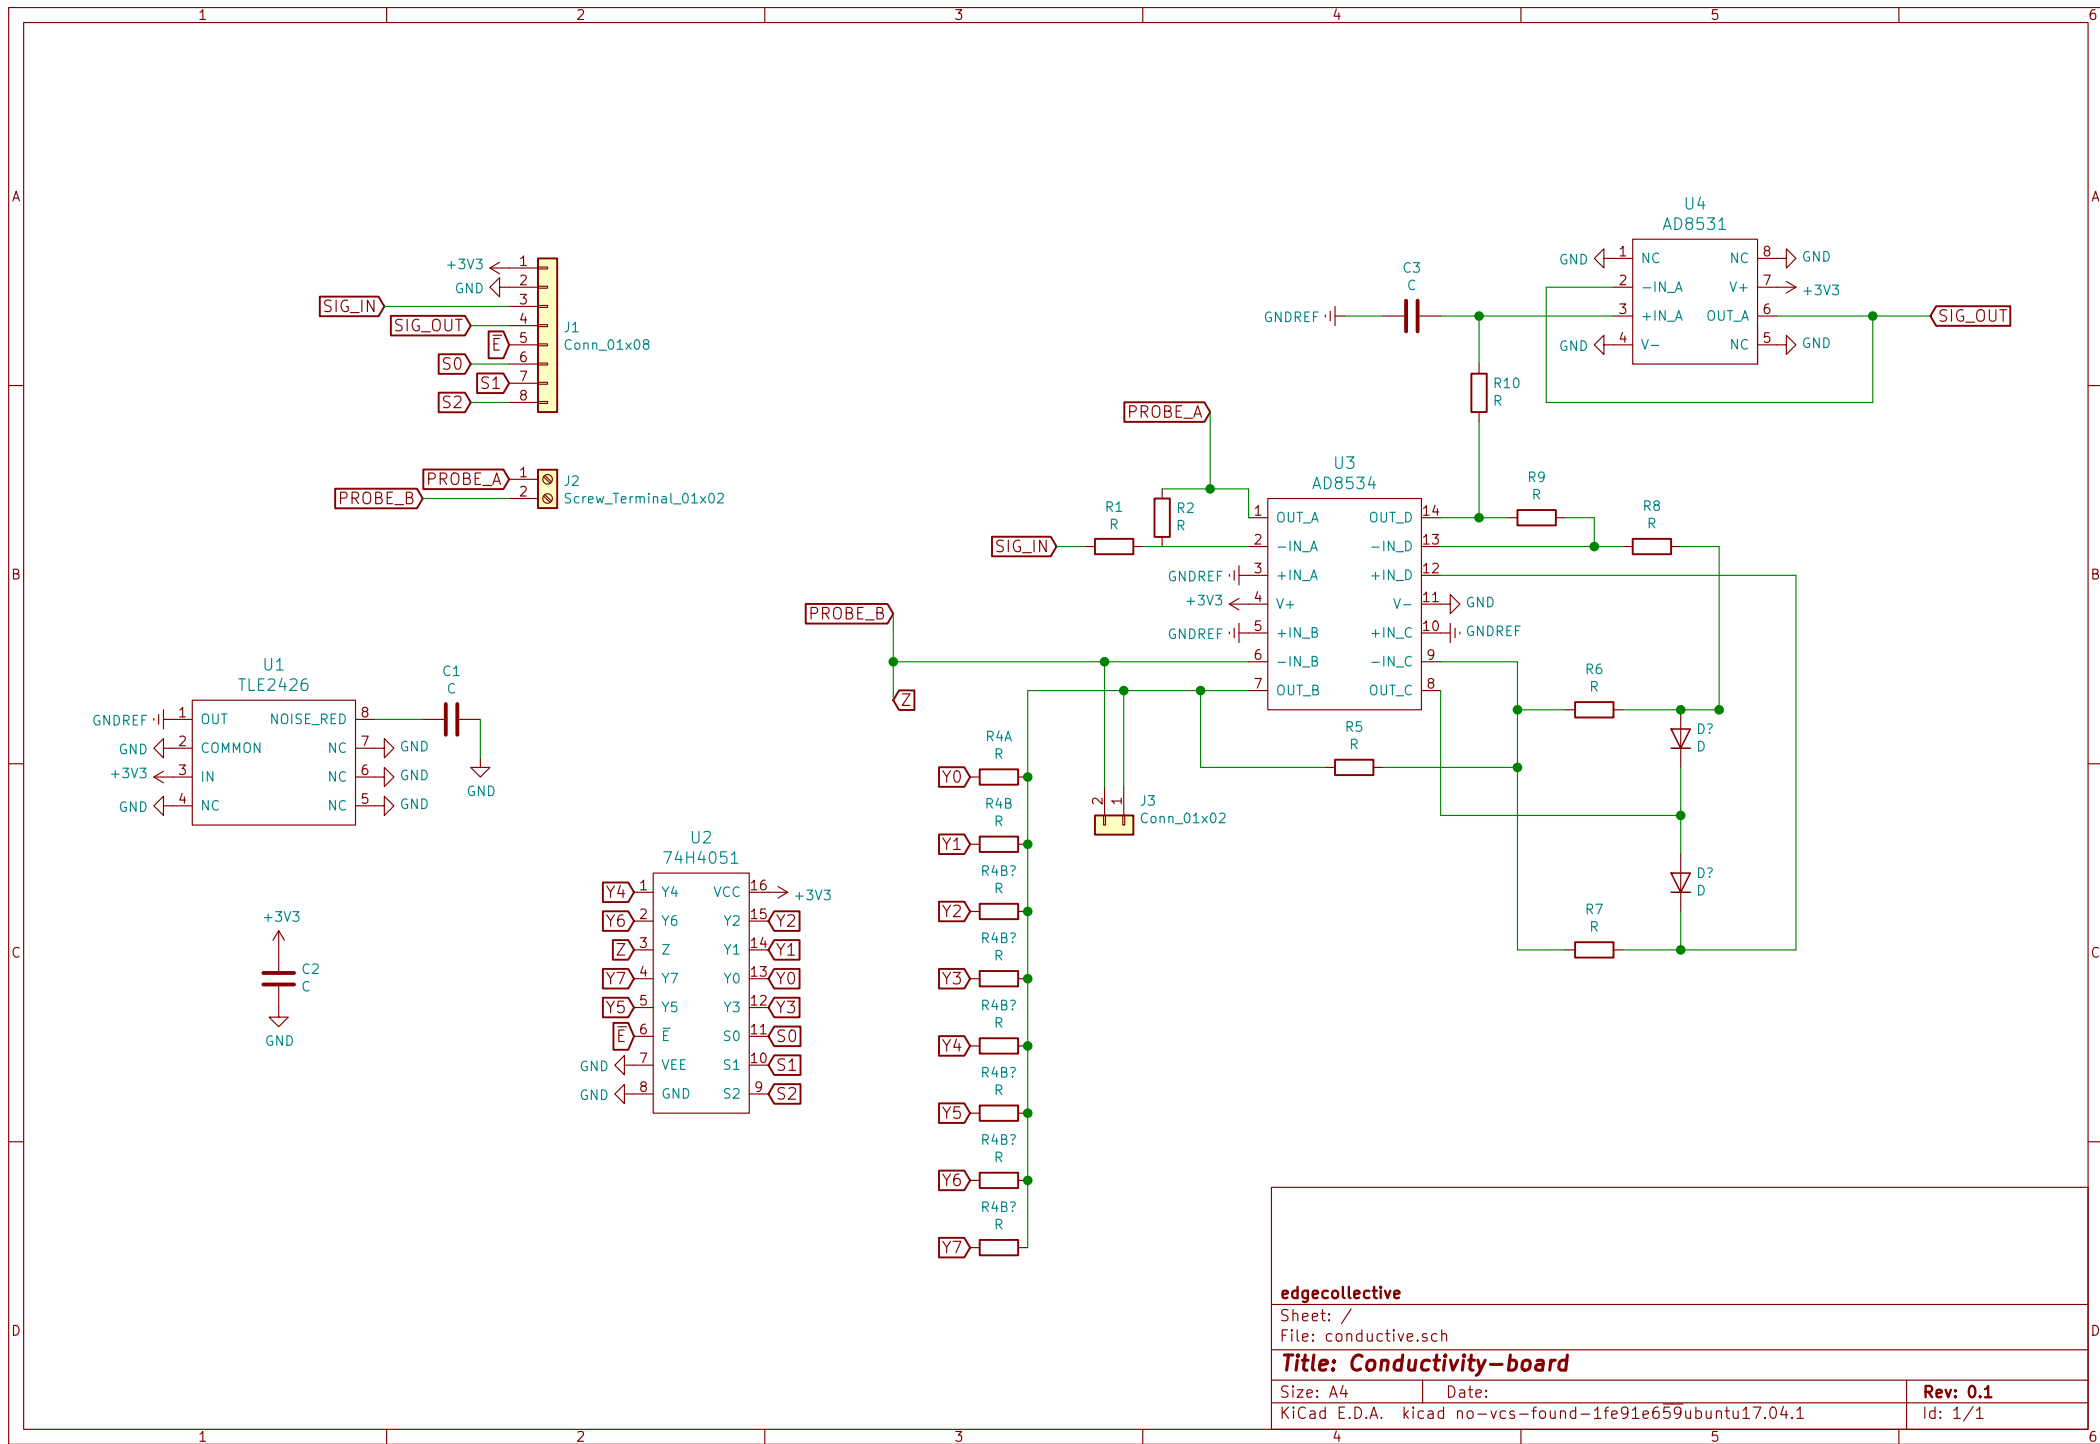 1 2 3 4 5 6
A
B
C
D
A
B
C
D
1 2 3 4 5 6
+3V3 1
GND 2
SIG_IN 3
SIG_OUT 4
E 5
S0 6
S1 7
S2 8
J1
Conn_01x08
PROBE_A 1
PROBE_B 2
J2
Screw_Terminal_01x02
U1
TLE2426
GNDREF 1 OUT NOISE_RED 8
GND 2 COMMON NC 7 GND
+3V3 3 IN NC 6 GND
GND 4 NC NC 5 GND
C1
C
GND
+3V3
C2
C
GND
U2
74H4051
Y4 1 Y4 VCC 16 +3V3
Y6 2 Y6 Y2 15 Y2
Z 3 Z Y1 14 Y1
Y7 4 Y7 Y0 13 Y0
Y5 5 Y5 Y3 12 Y3
E 6 E S0 11 S0
GND 7 VEE S1 10 S1
GND 8 GND S2 9 S2
PROBE_B
Z
R4A
R
Y0
R4B
R
Y1
R4B?
R
Y2
R4B?
R
Y3
R4B?
R
Y4
R4B?
R
Y5
R4B?
R
Y6
R4B?
R
Y7
2 1
J3
Conn_01x02
PROBE_A
SIG_IN
R1
R
R2
R
U3
AD8534
1 OUT_A OUT_D 14
2 -IN_A -IN_D 13
GNDREF 3 +IN_A +IN_D 12
+3V3 4 V+ V- 11 GND
GNDREF 5 +IN_B +IN_C 10 GNDREF
6 -IN_B -IN_C 9
7 OUT_B OUT_C 8
R5
R
R6
R
R7
R
D?
D
D?
D
R8
R
R9
R
R10
R
C3
C
GNDREF
U4
AD8531
GND 1 NC NC 8 GND
2 -IN_A V+ 7 +3V3
3 +IN_A OUT_A 6
GND 4 V- NC 5 GND
SIG_OUT
edgecollective
Sheet: /
File: conductive.sch
Title: Conductivity-board
Size: A4 Date: Rev: 0.1
KiCad E.D.A. kicad no-vcs-found-1fe91e659ubuntu17.04.1 Id: 1/1